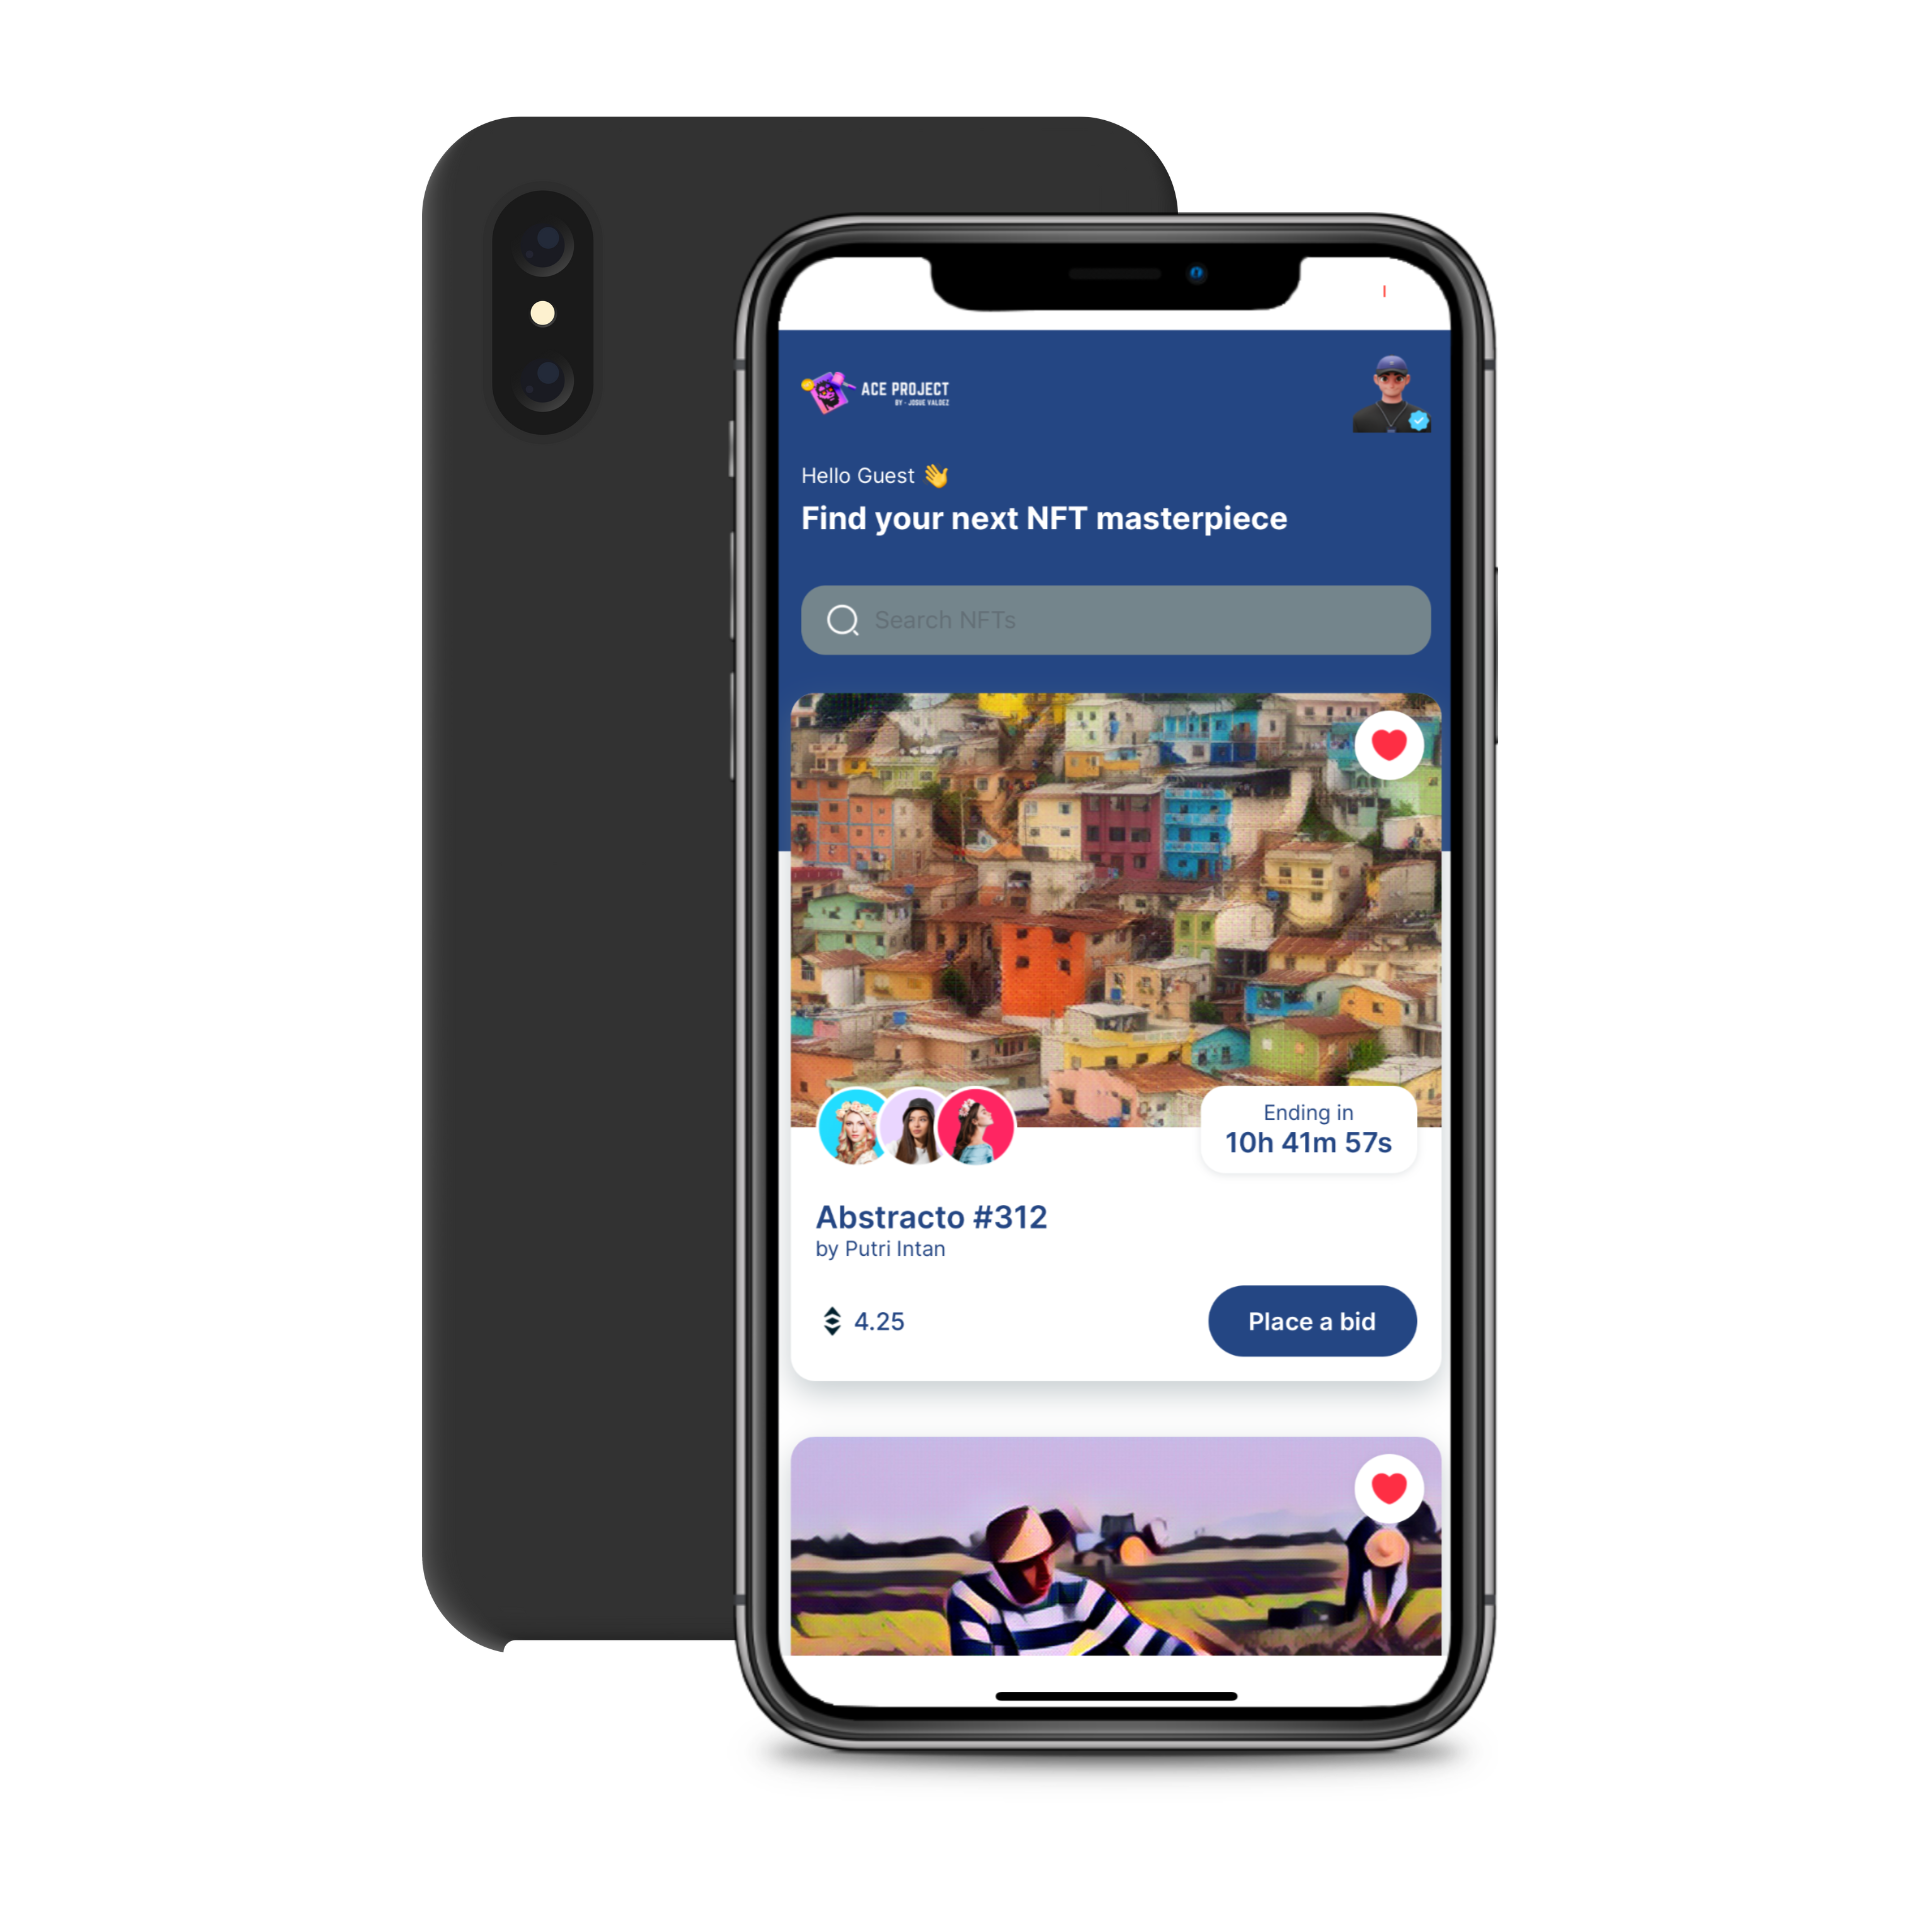 ACE PROJECT
BY - JOSUE VALDEZ
Hello Guest 👋
Find your next NFT masterpiece
Search NFTs
Ending in
10h 41m 57s
Abstracto #312
by Putri Intan
4.25
Place a bid